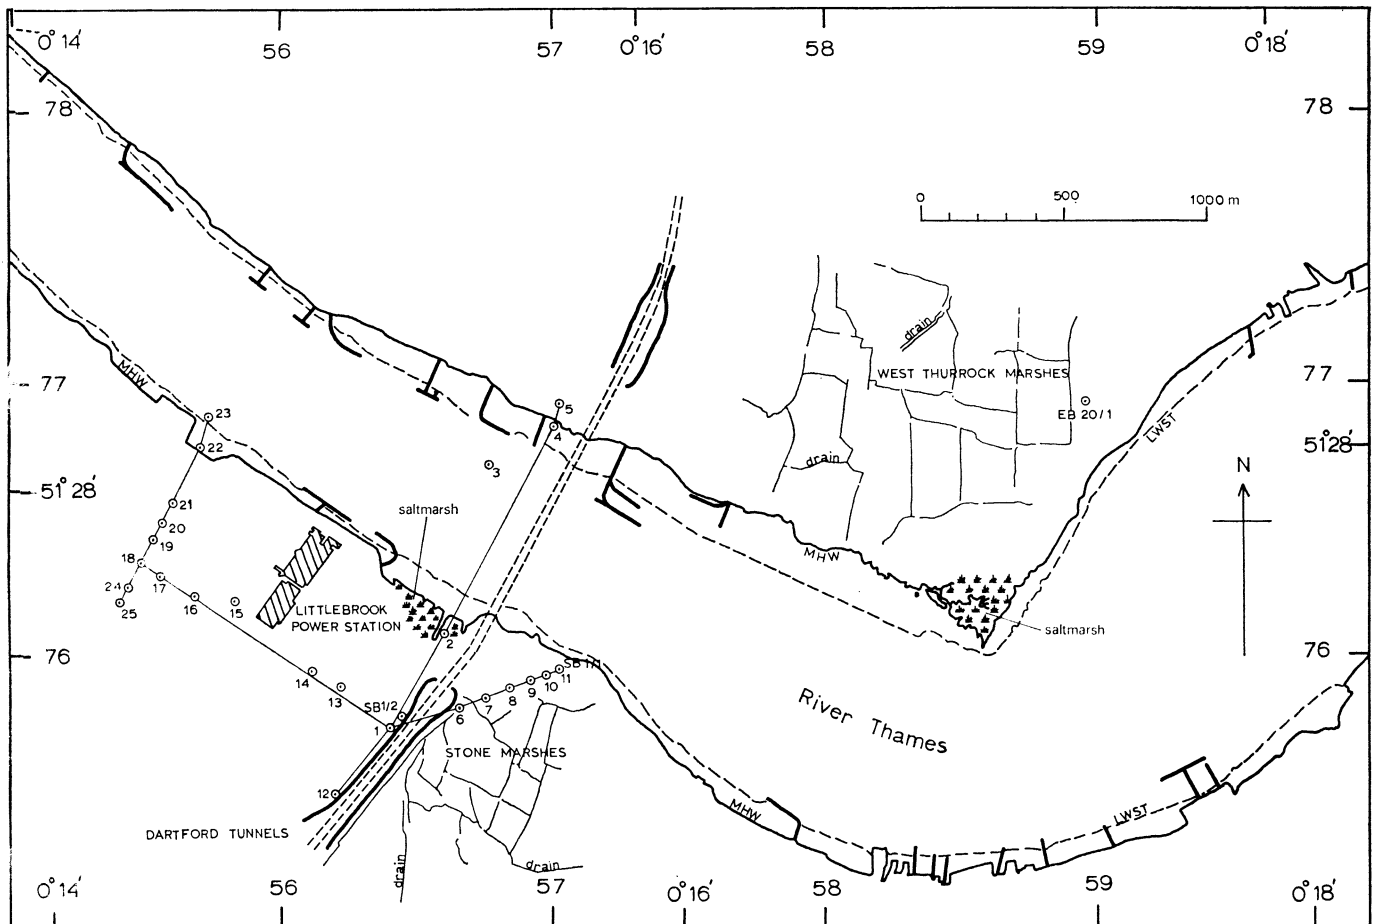 0°14' 56 57 0°16' 58 59 0°18'
78 78
0 500 1000 m
drain
WEST THURROCK MARSHES
77 77
MHW
EB 20/1
LWST
23
5
4
22
3
drain
51°28'
51°28'
21
saltmarsh
20
19
N
18
MHW
17
24
16
15
25
LITTLEBROOK
POWER STATION
2
saltmarsh
76 76
SB 1/1
14
13
11
10
9
8
7
6
SB1/2
1
River Thames
STONE MARSHES
12
MHW
LWST
DARTFORD TUNNELS
drain
drain
0°14' 56 57 0°16' 58 59 0°18'